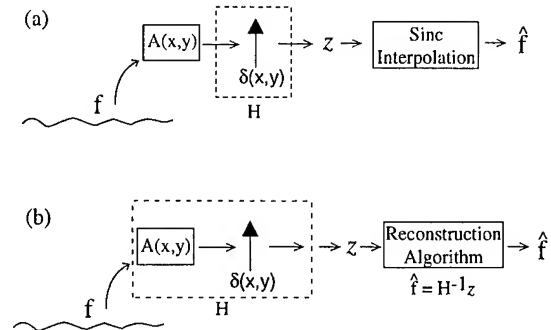 (a)
A(x,y)
δ(x,y)
H
z
Sinc
Interpolation
f̂
f
(b)
A(x,y)
δ(x,y)
H
z
Reconstruction
Algorithm
f̂ = H⁻¹z
f̂
f